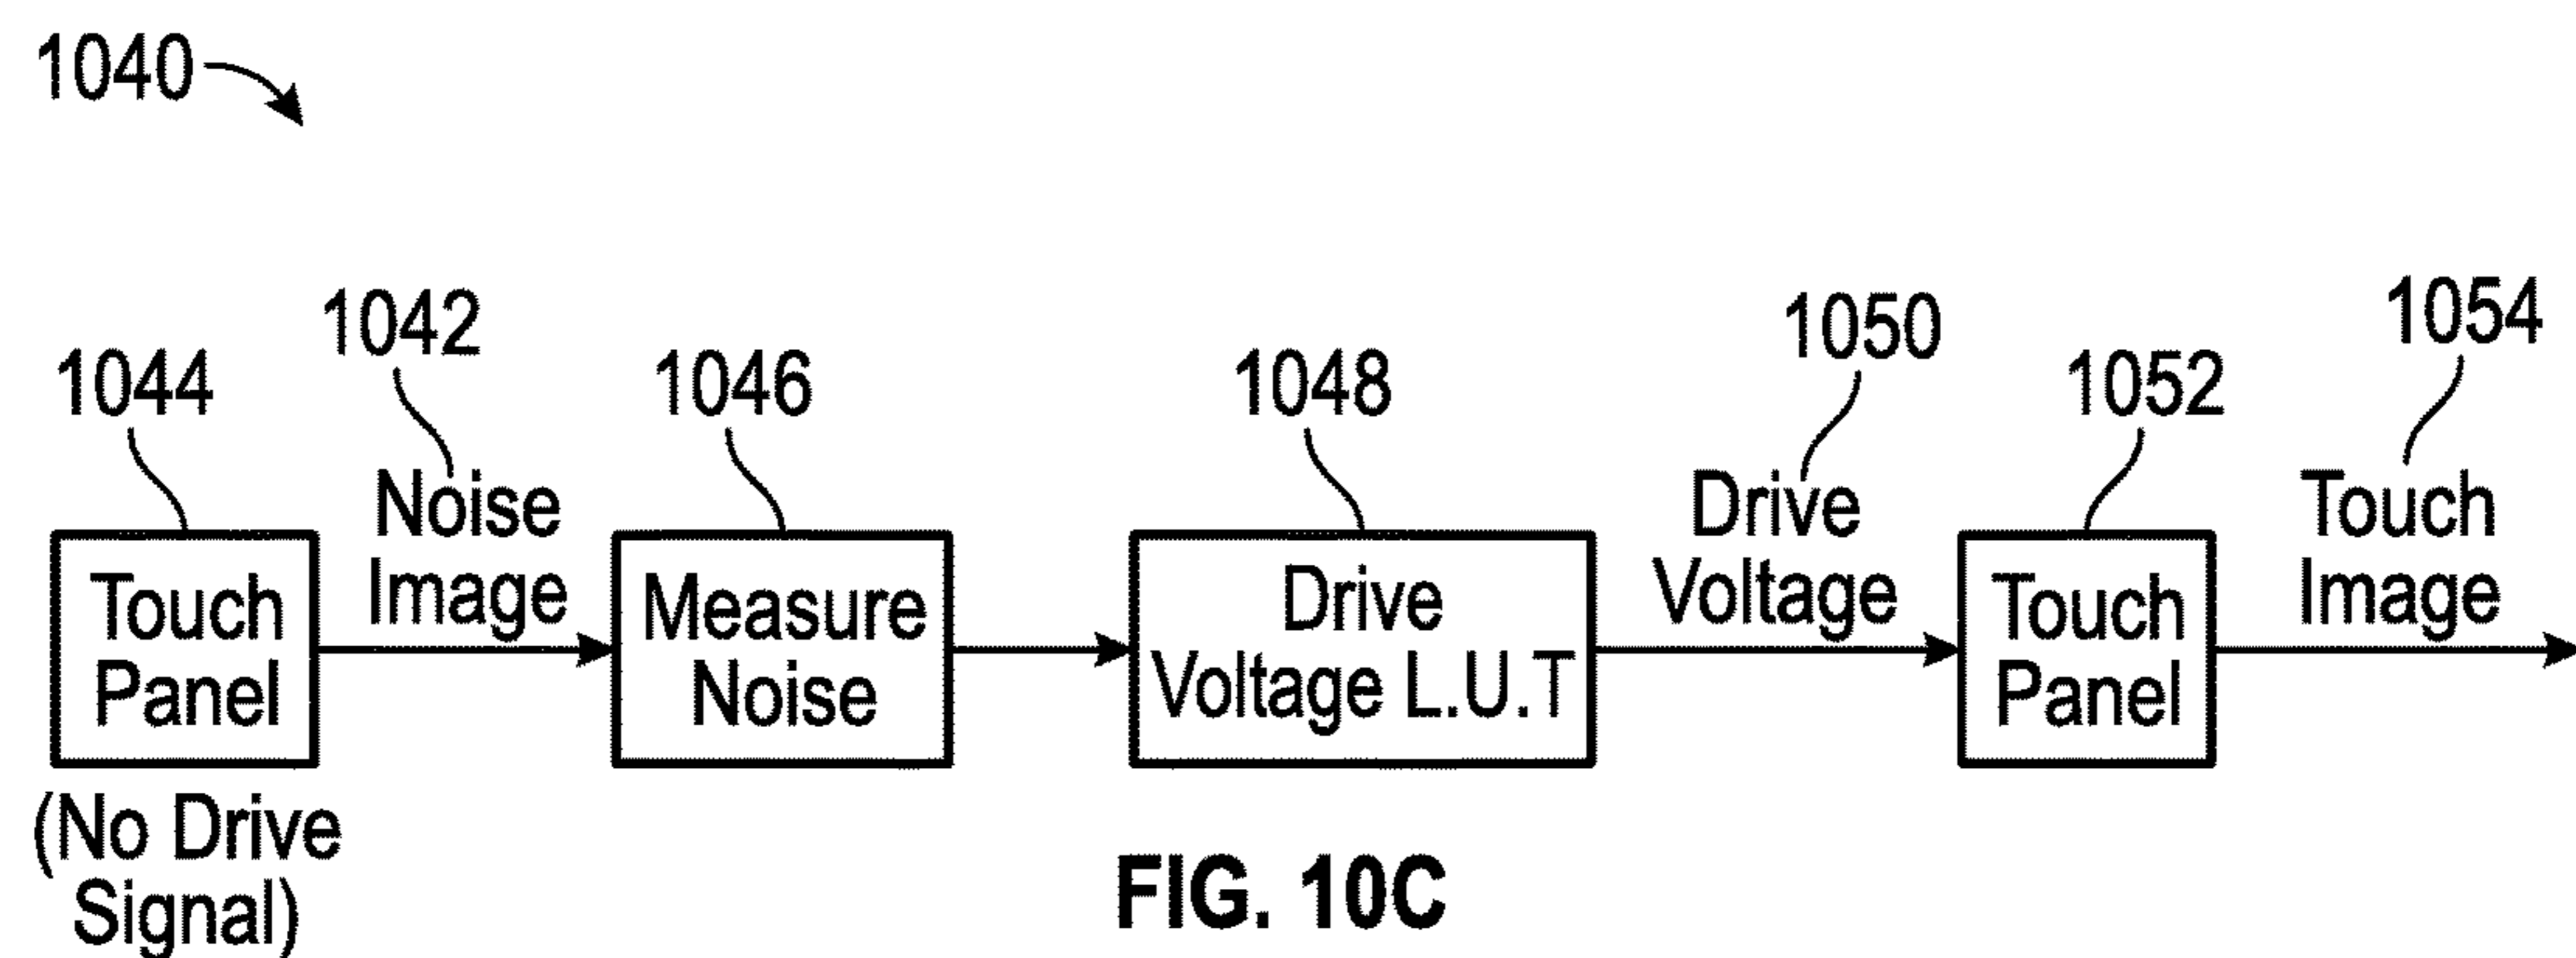 1040
1042
1050
1054
1044
1046
1048
1052
Noise
Image
Drive
Voltage
Touch
Image
Touch
Panel
Measure
Noise
Drive
Voltage L.U.T
Touch
Panel
(No Drive
Signal)
FIG. 10C